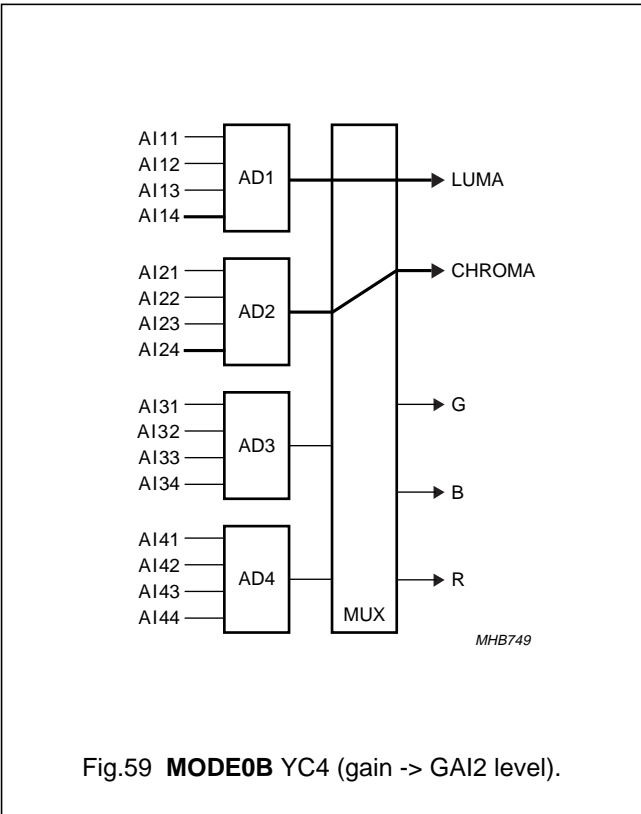 AI11
AI12
AI13
AI14
AD1
LUMA
AI21
AI22
AI23
AI24
AD2
CHROMA
AI31
AI32
AI33
AI34
AD3
G
B
AI41
AI42
AI43
AI44
AD4
R
MUX
MHB749
Fig.59 MODE0B YC4 (gain -> GAI2 level).